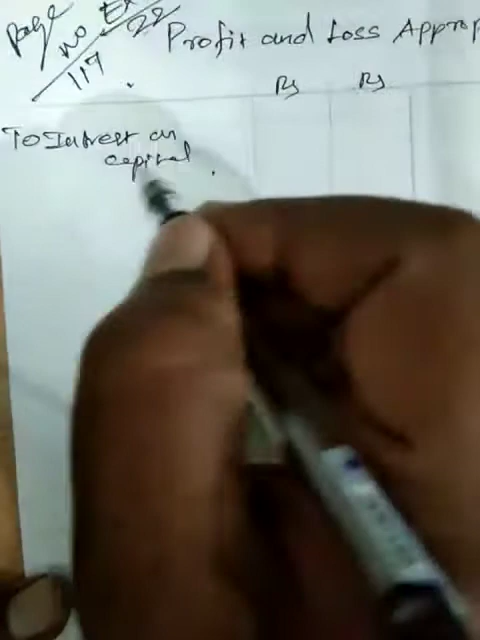 Page
no Ex
117 22
Profit and Loss Approp
Rs Rs
To Interest on
capital